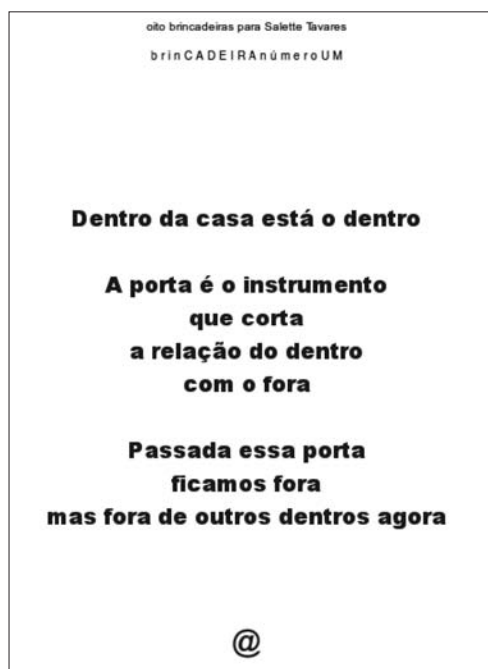 oito brincadeiras para Salette Tavares
brinCADEIRAnúmeroUM
Dentro da casa está o dentro
A porta é o instrumento
que corta
a relação do dentro
com o fora
Passada essa porta
ficamos fora
mas fora de outros dentros agora
@